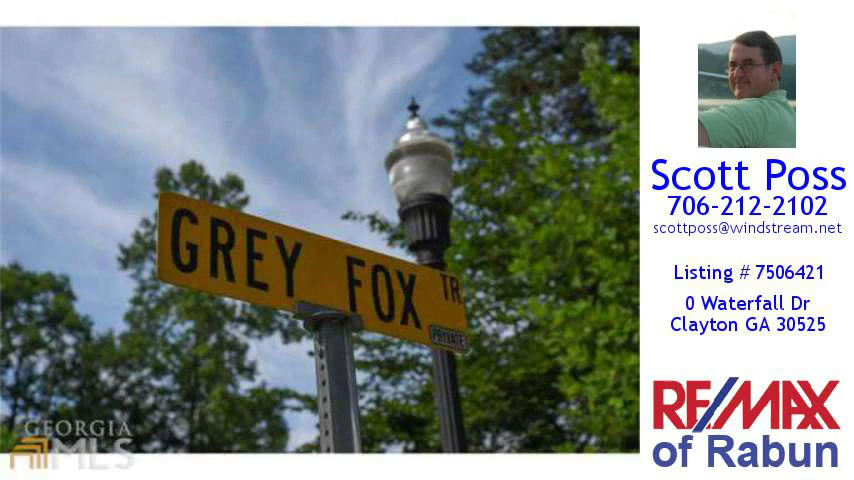 GREY FOX TR
PRIVATE
GEORGIA
MLS
Scott Poss
706-212-2102
scottposs@windstream.net
Listing # 7506421
0 Waterfall Dr
Clayton GA 30525
RE/MAX
of Rabun